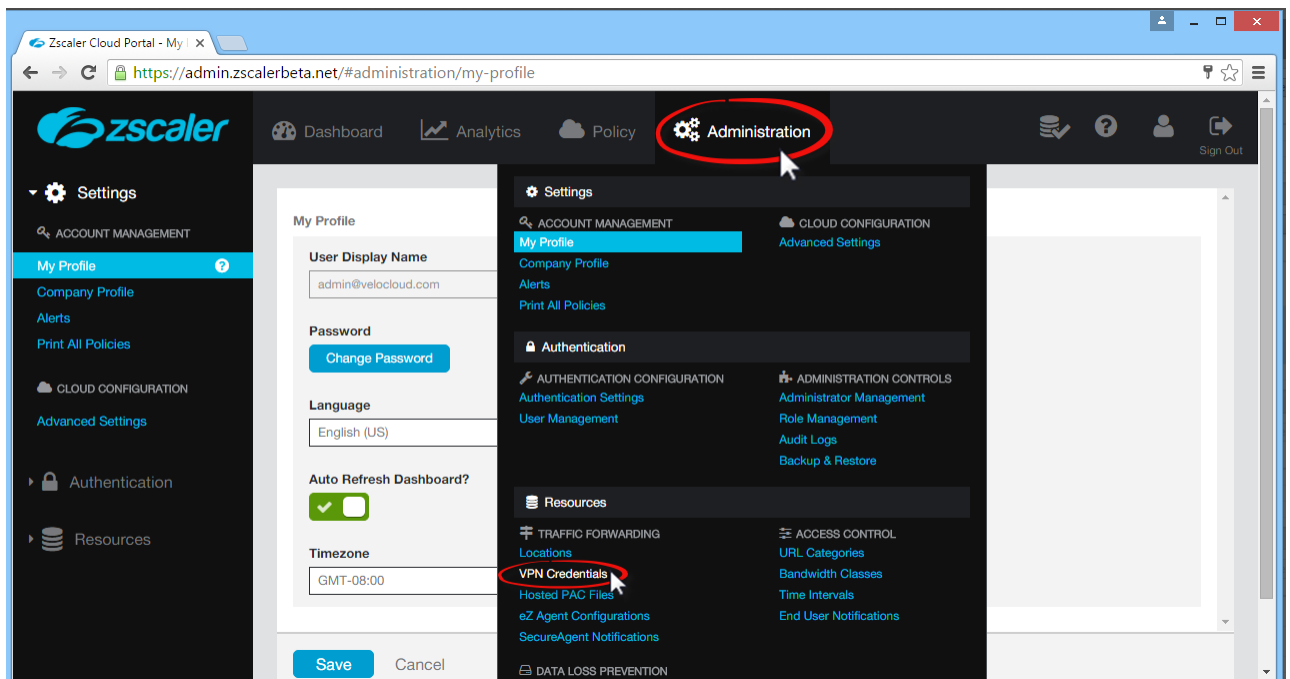 Zscaler Cloud Portal - My
https://admin.zscalerbeta.net/#administration/my-profile
zscaler
Dashboard
Analytics
Policy
Administration
Sign Out
Settings
ACCOUNT MANAGEMENT
My Profile
Company Profile
Alerts
Print All Policies
CLOUD CONFIGURATION
Advanced Settings
Authentication
Resources
My Profile
User Display Name
admin@velocloud.com
Password
Change Password
Language
English (US)
Auto Refresh Dashboard?
Timezone
GMT-08:00
Save
Cancel
Settings
ACCOUNT MANAGEMENT
My Profile
Company Profile
Alerts
Print All Policies
CLOUD CONFIGURATION
Advanced Settings
Authentication
AUTHENTICATION CONFIGURATION
Authentication Settings
User Management
ADMINISTRATION CONTROLS
Administrator Management
Role Management
Audit Logs
Backup & Restore
Resources
TRAFFIC FORWARDING
Locations
VPN Credentials
Hosted PAC Files
eZ Agent Configurations
SecureAgent Notifications
ACCESS CONTROL
URL Categories
Bandwidth Classes
Time Intervals
End User Notifications
DATA LOSS PREVENTION